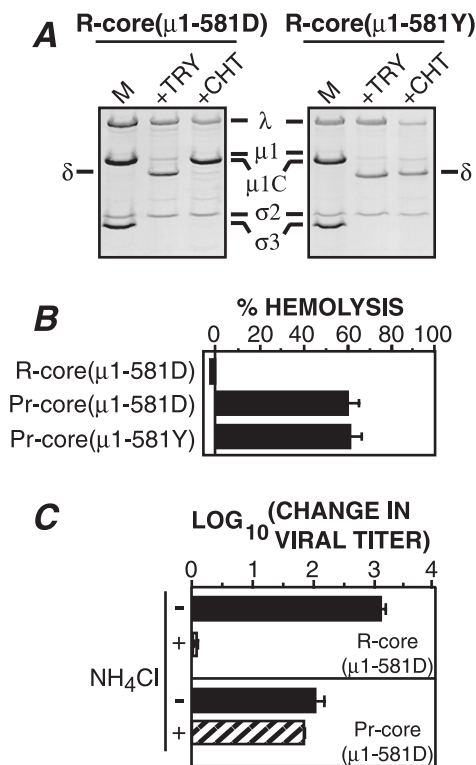 A
R-core(μ1-581D) R-core(μ1-581Y)
M +TRY +CHT M +TRY +CHT
λ
μ1
δ μ1C δ
σ2
σ3
B
% HEMOLYSIS
0 20 40 60 80 100
R-core(μ1-581D)
Pr-core(μ1-581D)
Pr-core(μ1-581Y)
C
LOG10 (CHANGE IN VIRAL TITER)
0 1 2 3 4
-
+ R-core
(μ1-581D)
NH4Cl
-
+ Pr-core
(μ1-581D)